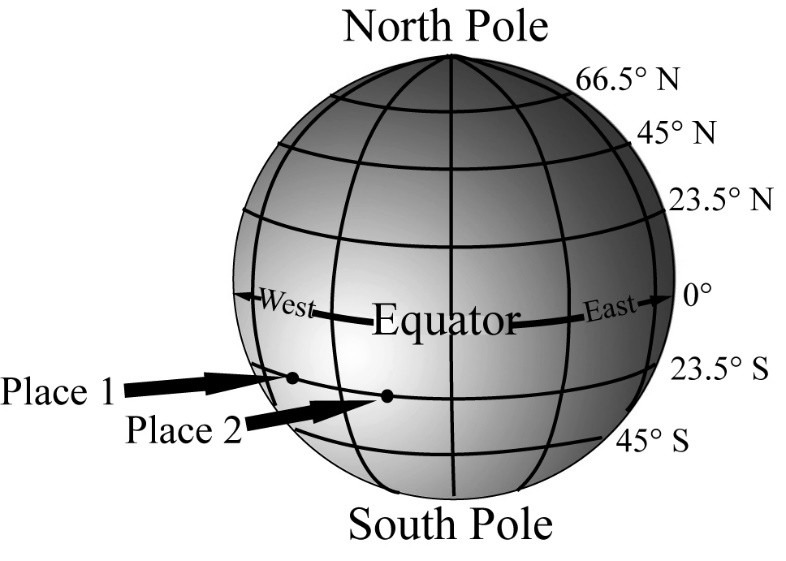 North Pole
66.5° N
45° N
23.5° N
West
Equator
East
0°
23.5° S
Place 1
Place 2
45° S
South Pole